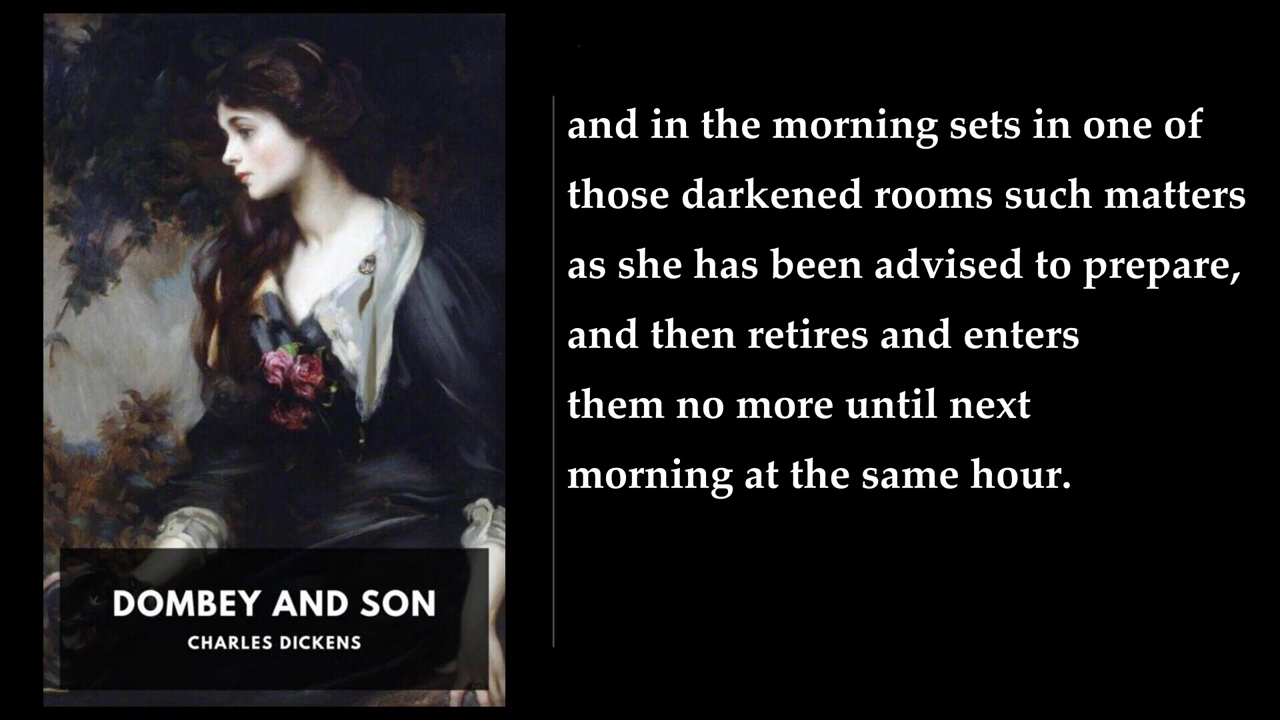 DOMBEY AND SON
CHARLES DICKENS
and in the morning sets in one of
those darkened rooms such matters
as she has been advised to prepare,
and then retires and enters
them no more until next
morning at the same hour.